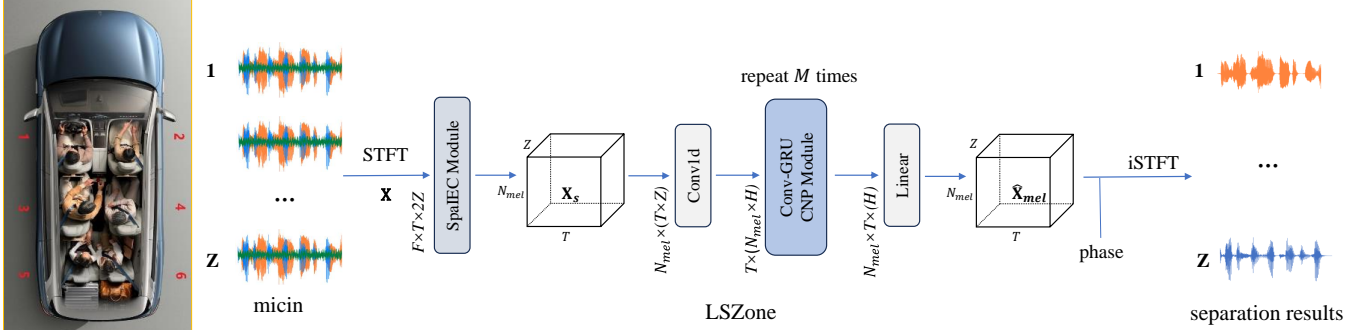 1
2
3
4
5
6
1
...
Z
micin
STFT
𝐗
F×T×2Z
SpaIEC Module
Z
N_mel
X_s
T
N_mel×(T×Z)
Conv1d
T×(N_mel×H)
repeat M times
Conv-GRU
CNP Module
N_mel×T×(H)
Linear
Z
N_mel
X̂_mel
T
phase
iSTFT
LSZone
1
...
Z
separation results